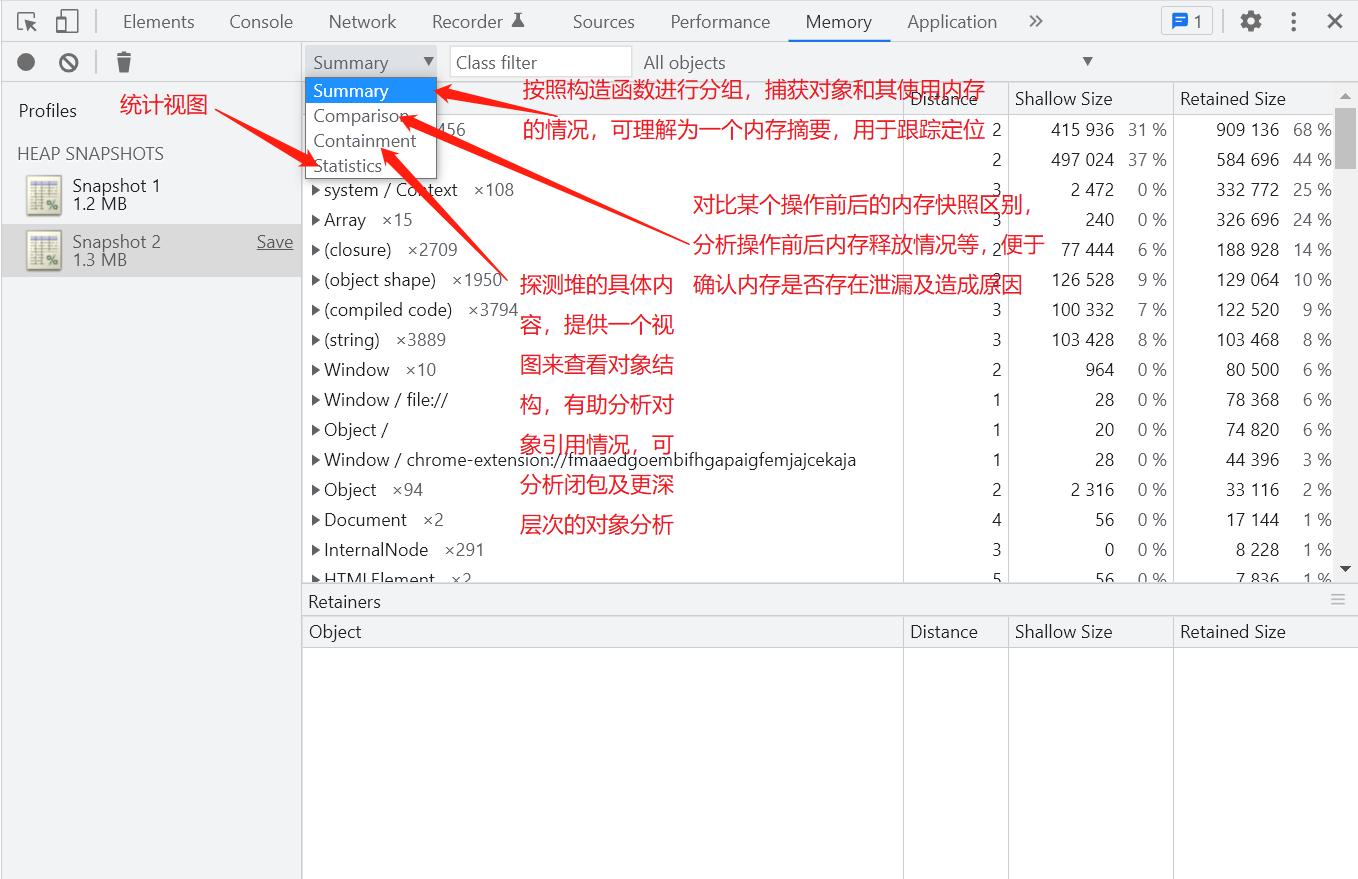 Elements Console Network Recorder Sources Performance Memory Application 1
Summary Class filter All objects
Profiles
HEAP SNAPSHOTS
Snapshot 1
1.2 MB
Snapshot 2 Save
1.3 MB
统计视图
Summary
Comparison
Containment
Statistics
按照构造函数进行分组，捕获对象和其使用内存
的情况，可理解为一个内存摘要，用于跟踪定位
对比某个操作前后的内存快照区别，
分析操作前后内存释放情况等，便于
确认内存是否存在泄漏及造成原因
探测堆的具体内
容，提供一个视
图来查看对象结
构，有助分析对
象引用情况，可
分析闭包及更深
层次的对象分析
Distance Shallow Size Retained Size
456 2 415 936 31 % 909 136 68 %
2 497 024 37 % 584 696 44 %
system / Context ×108 3 2 472 0 % 332 772 25 %
Array ×15 3 240 0 % 326 696 24 %
(closure) ×2709 2 77 444 6 % 188 928 14 %
(object shape) ×1950 2 126 528 9 % 129 064 10 %
(compiled code) ×3794 3 100 332 7 % 122 520 9 %
(string) ×3889 3 103 428 8 % 103 468 8 %
Window ×10 2 964 0 % 80 500 6 %
Window / file:// 1 28 0 % 78 368 6 %
Object / 1 20 0 % 74 820 6 %
Window / chrome-extension://fmaaedgoembifhgapaigfemjajcekaja 1 28 0 % 44 396 3 %
Object ×94 2 2 316 0 % 33 116 2 %
Document ×2 4 56 0 % 17 144 1 %
InternalNode ×291 3 0 0 % 8 228 1 %
HTMLElement ×2 5 56 0 % 7 836 1 %
Retainers
Object Distance Shallow Size Retained Size